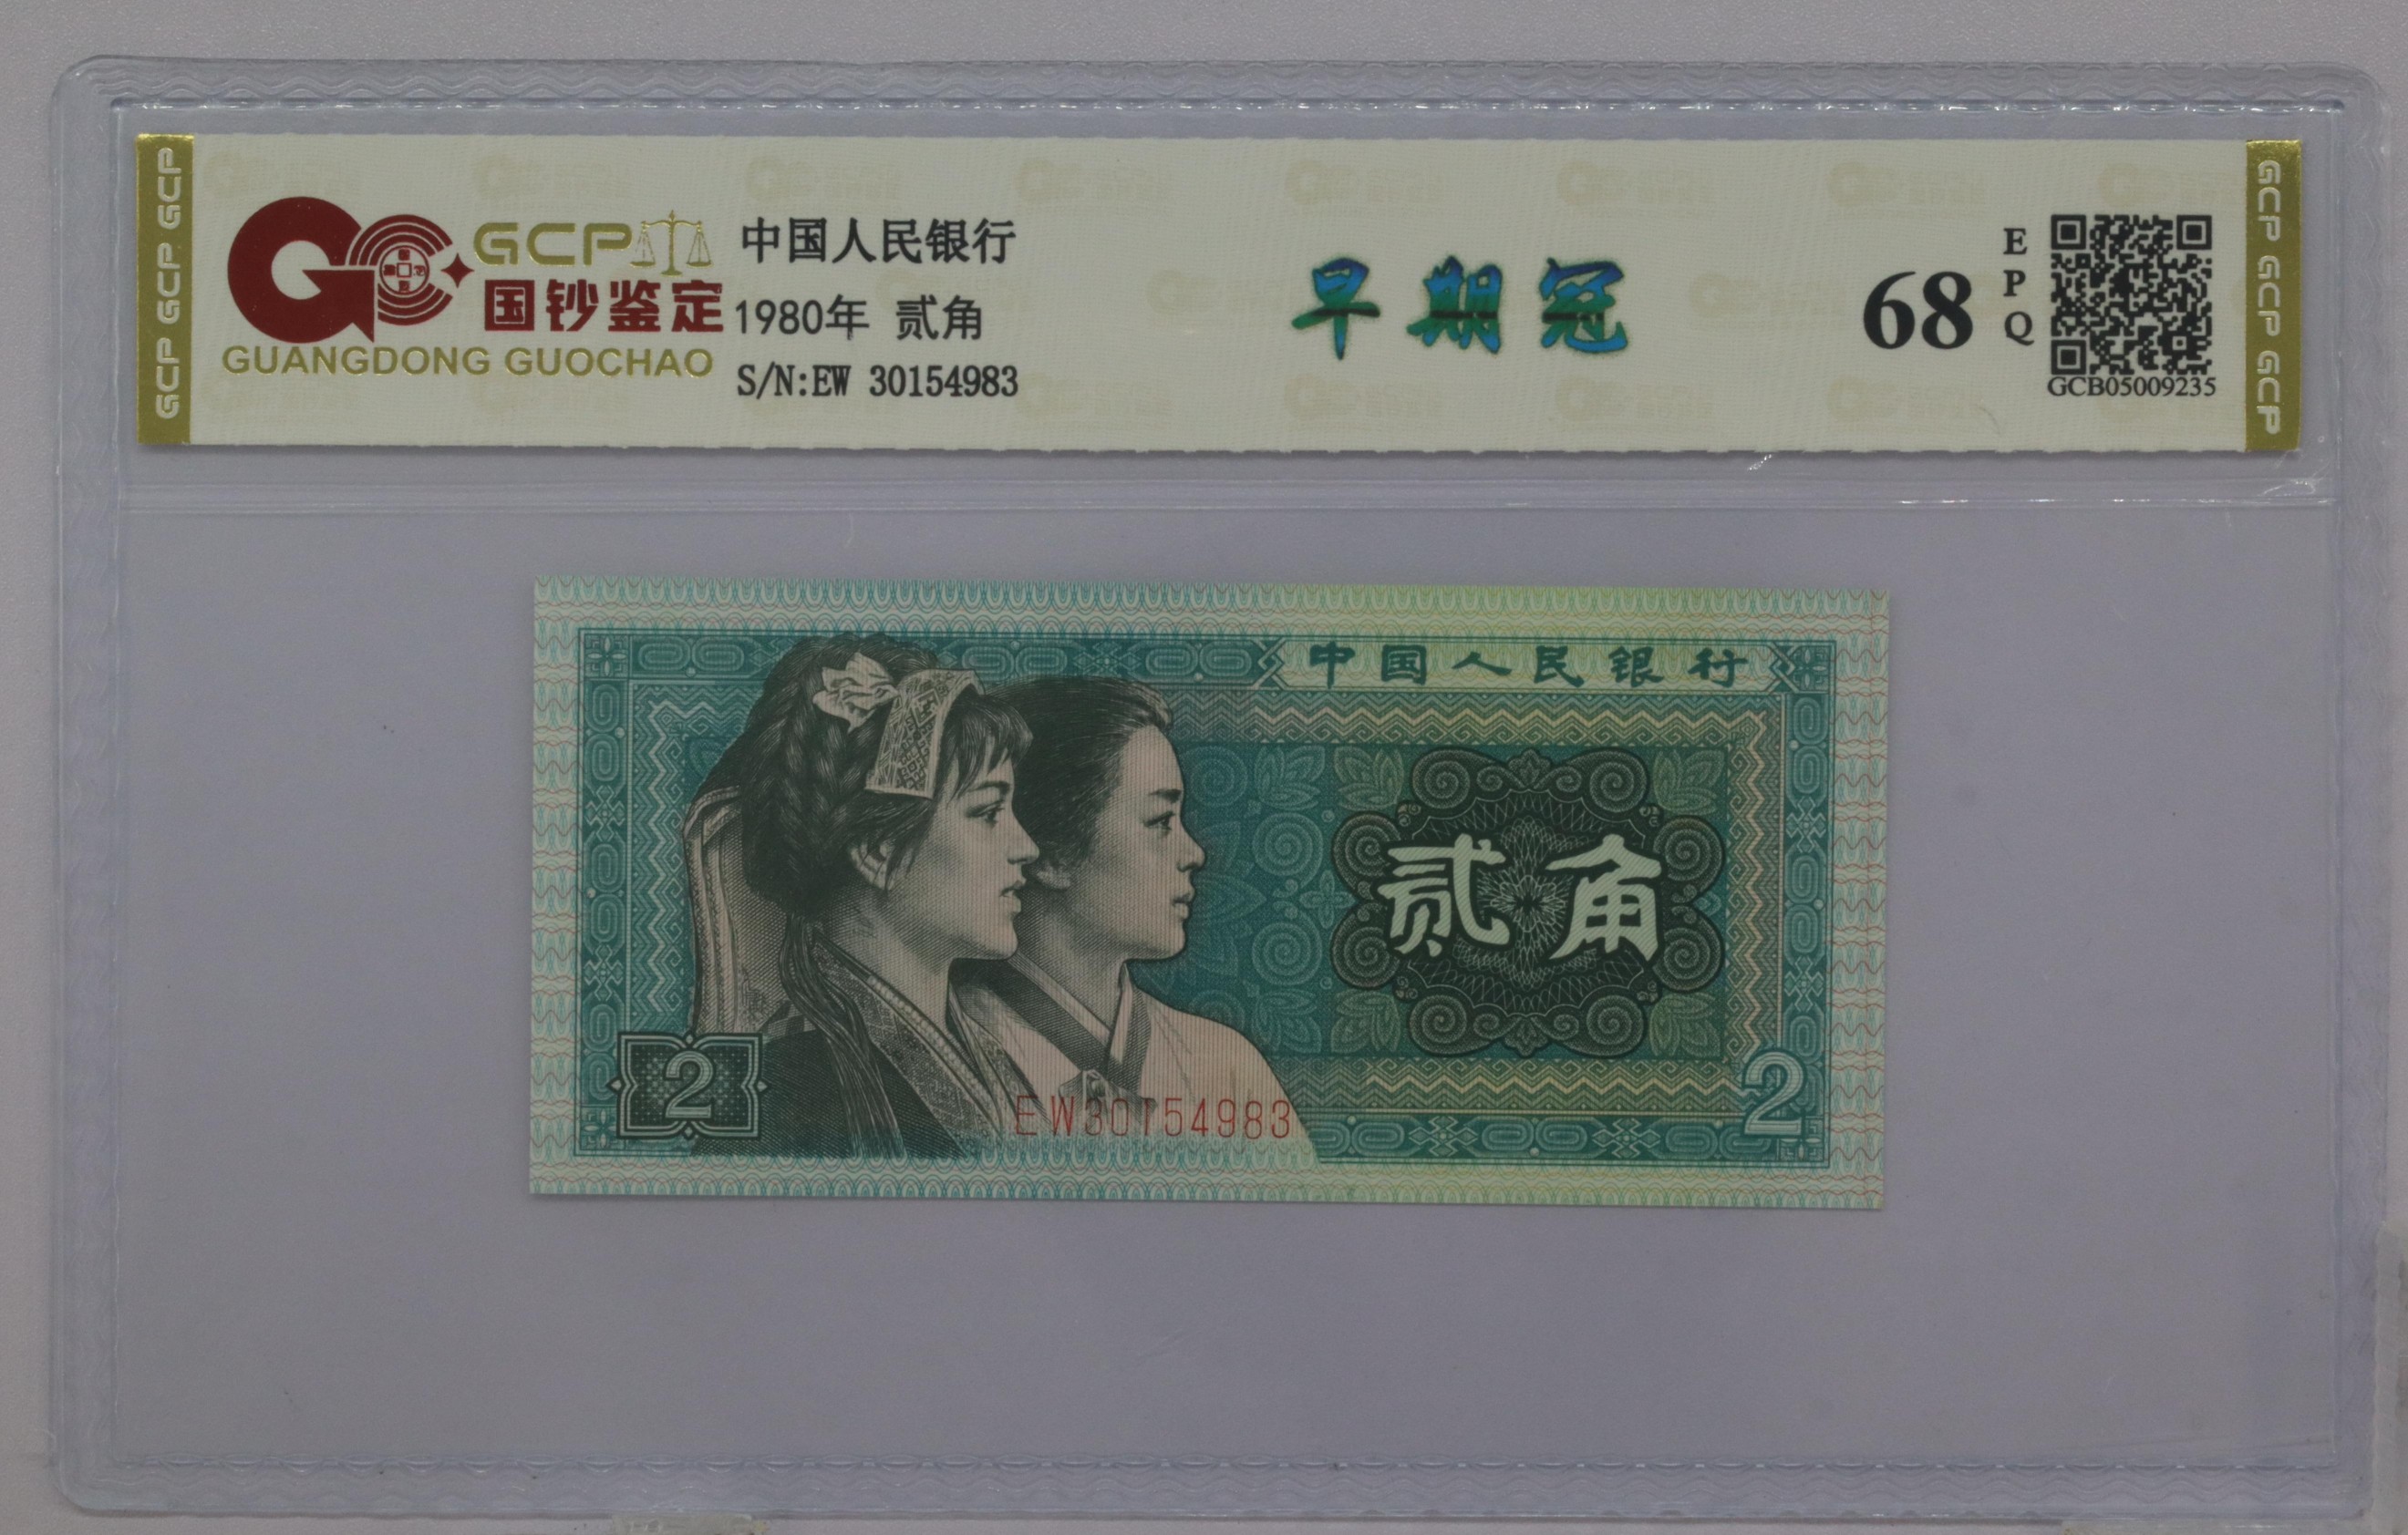 GCP GCP GCP
GCP
国钞鉴定
GUANGDONG GUOCHAO
中国人民银行
1980年 贰角
S/N:EW 30154983
早期冠
68
EPQ
GCB05009235
GCP GCP GCP
中国人民银行
贰角
2
EW30154983
2